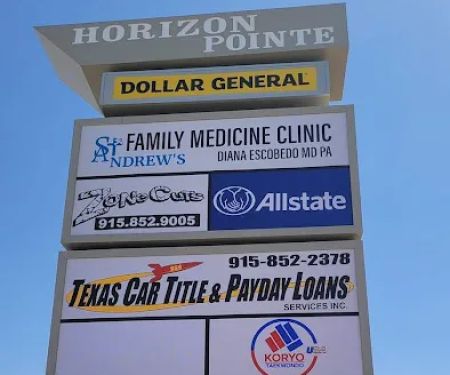 HORIZON
POINTE
DOLLAR GENERAL
ST ANDREW'S
FAMILY MEDICINE CLINIC
DIANA ESCOBEDO MD PA
Zone Cuts
915.852.9005
Allstate
915-852-2378
TEXAS CAR TITLE & PAYDAY LOANS
SERVICES INC.
KORYO
USA
TAEKWONDO